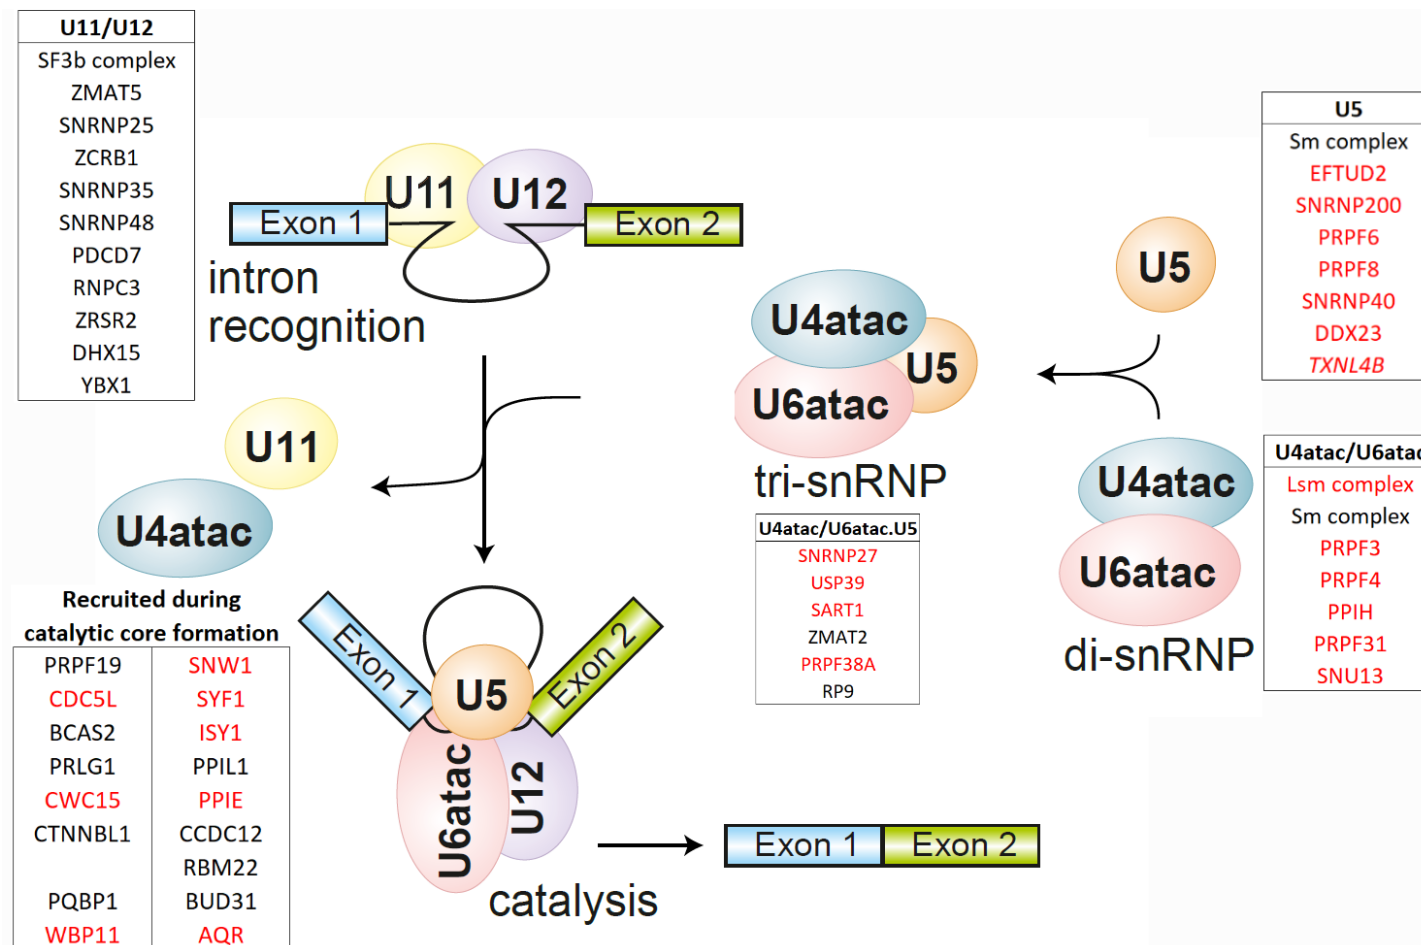 U11/U12
SF3b complex
ZMAT5
SNRNP25
ZCRB1
SNRNP35
SNRNP48
PDCD7
RNPC3
ZRSR2
DHX15
YBX1
U11
U12
Exon 1
Exon 2
intron
recognition
U11
U4atac
U4atac
U5
U6atac
tri-snRNP
U4atac/U6atac.U5
SNRNP27
USP39
SART1
ZMAT2
PRPF38A
RP9
U5
U5
Sm complex
EFTUD2
SNRNP200
PRPF6
PRPF8
SNRNP40
DDX23
TXNL4B
U4atac
U6atac
di-snRNP
U4atac/U6atac
Lsm complex
Sm complex
PRPF3
PRPF4
PPIH
PRPF31
SNU13
Recruited during
catalytic core formation
PRPF19 SNW1
CDC5L SYF1
BCAS2 ISY1
PRLG1 PPIL1
CWC15 PPIE
CTNNBL1 CCDC12
RBM22
PQBP1 BUD31
WBP11 AQR
Exon 1
Exon 2
U5
U6atac
U12
catalysis
Exon 1
Exon 2